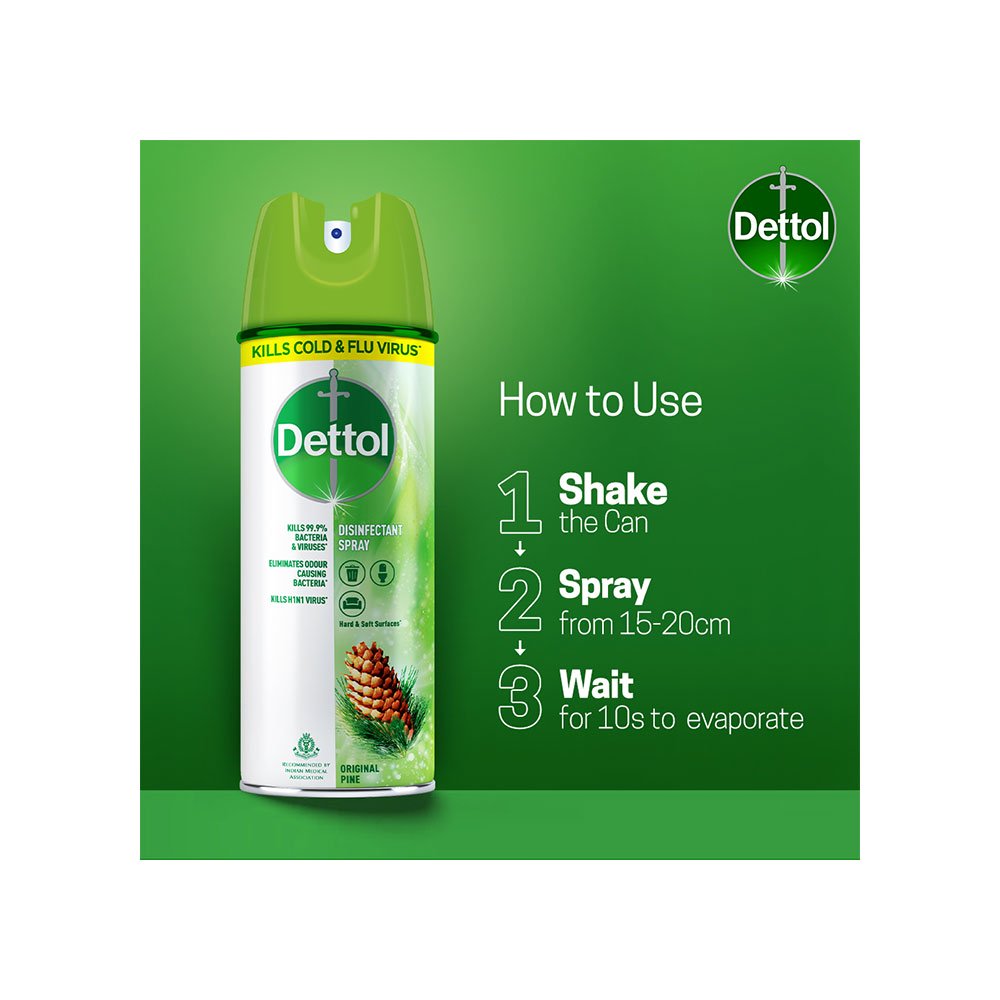 Dettol
KILLS COLD & FLU VIRUS*
Dettol
KILLS 99.9%
BACTERIA
& VIRUSES*
ELIMINATES ODOUR
CAUSING
BACTERIA*
KILLS H1N1 VIRUS*
DISINFECTANT
SPRAY
Hard & Soft Surfaces*
RECOMMENDED BY
INDIAN MEDICAL
ASSOCIATION
ORIGINAL
PINE
How to Use
1 Shake
the Can
2 Spray
from 15-20cm
3 Wait
for 10s to evaporate